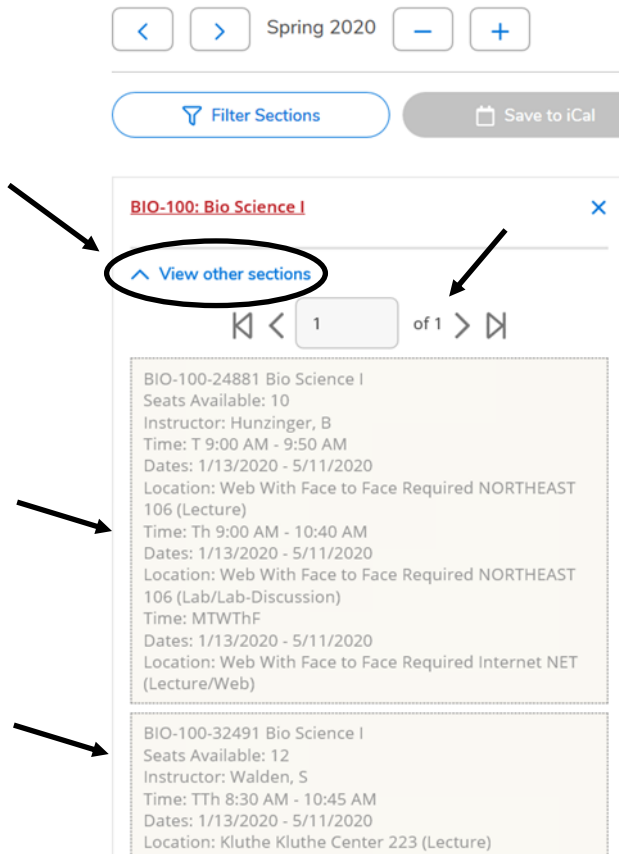 Spring 2020
Filter Sections
Save to iCal
BIO-100: Bio Science I
View other sections
1 of 1
BIO-100-24881 Bio Science I
Seats Available: 10
Instructor: Hunzinger, B
Time: T 9:00 AM - 9:50 AM
Dates: 1/13/2020 - 5/11/2020
Location: Web With Face to Face Required NORTHEAST
106 (Lecture)
Time: Th 9:00 AM - 10:40 AM
Dates: 1/13/2020 - 5/11/2020
Location: Web With Face to Face Required NORTHEAST
106 (Lab/Lab-Discussion)
Time: MTWThF
Dates: 1/13/2020 - 5/11/2020
Location: Web With Face to Face Required Internet NET
(Lecture/Web)
BIO-100-32491 Bio Science I
Seats Available: 12
Instructor: Walden, S
Time: TTh 8:30 AM - 10:45 AM
Dates: 1/13/2020 - 5/11/2020
Location: Kluthe Kluthe Center 223 (Lecture)